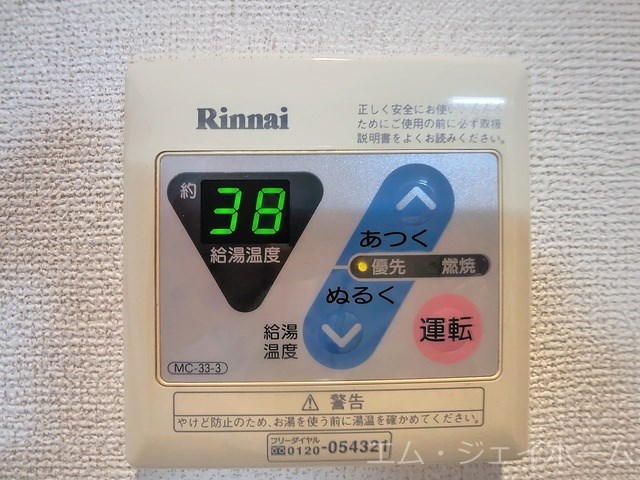 Rinnai
正しく安全にお使いいただく
ためにご使用の前に必ず取扱
説明書をよくお読みください。
約
38
給湯温度
あつく
優先 燃焼
ぬるく
給湯
温度
運転
MC-33-3
⚠ 警告
やけど防止のため、お湯を使う前に湯温を確かめてください。
フリーダイヤル
0120-054321
エム・ジェイホーム